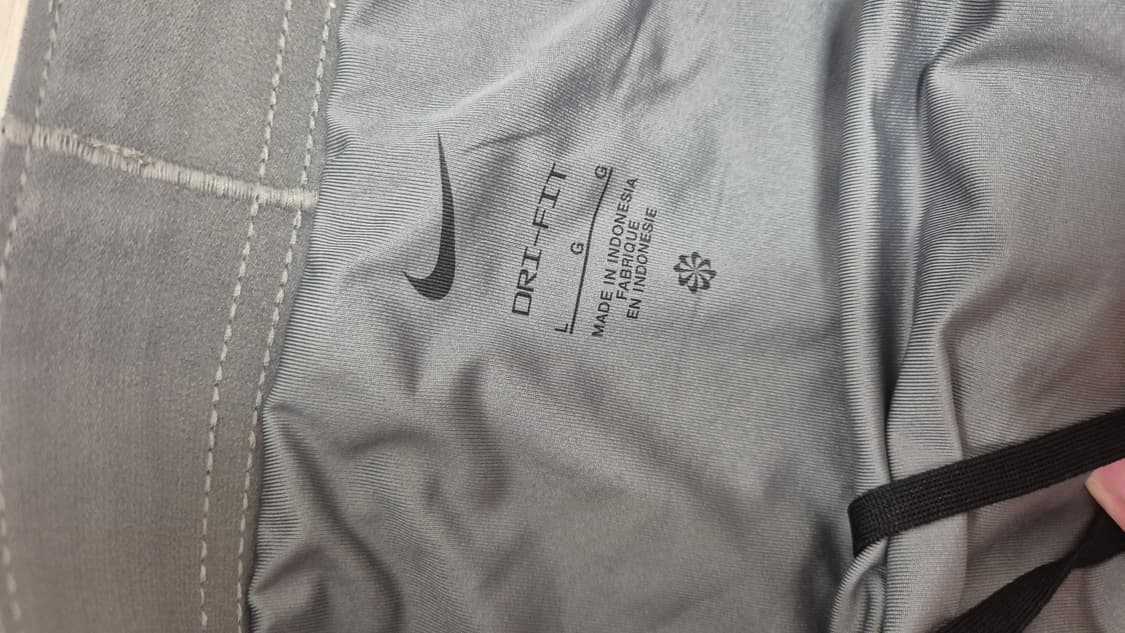 DRI-FIT
L G G
MADE IN INDONESIA
FABRIQUE
EN INDONESIE